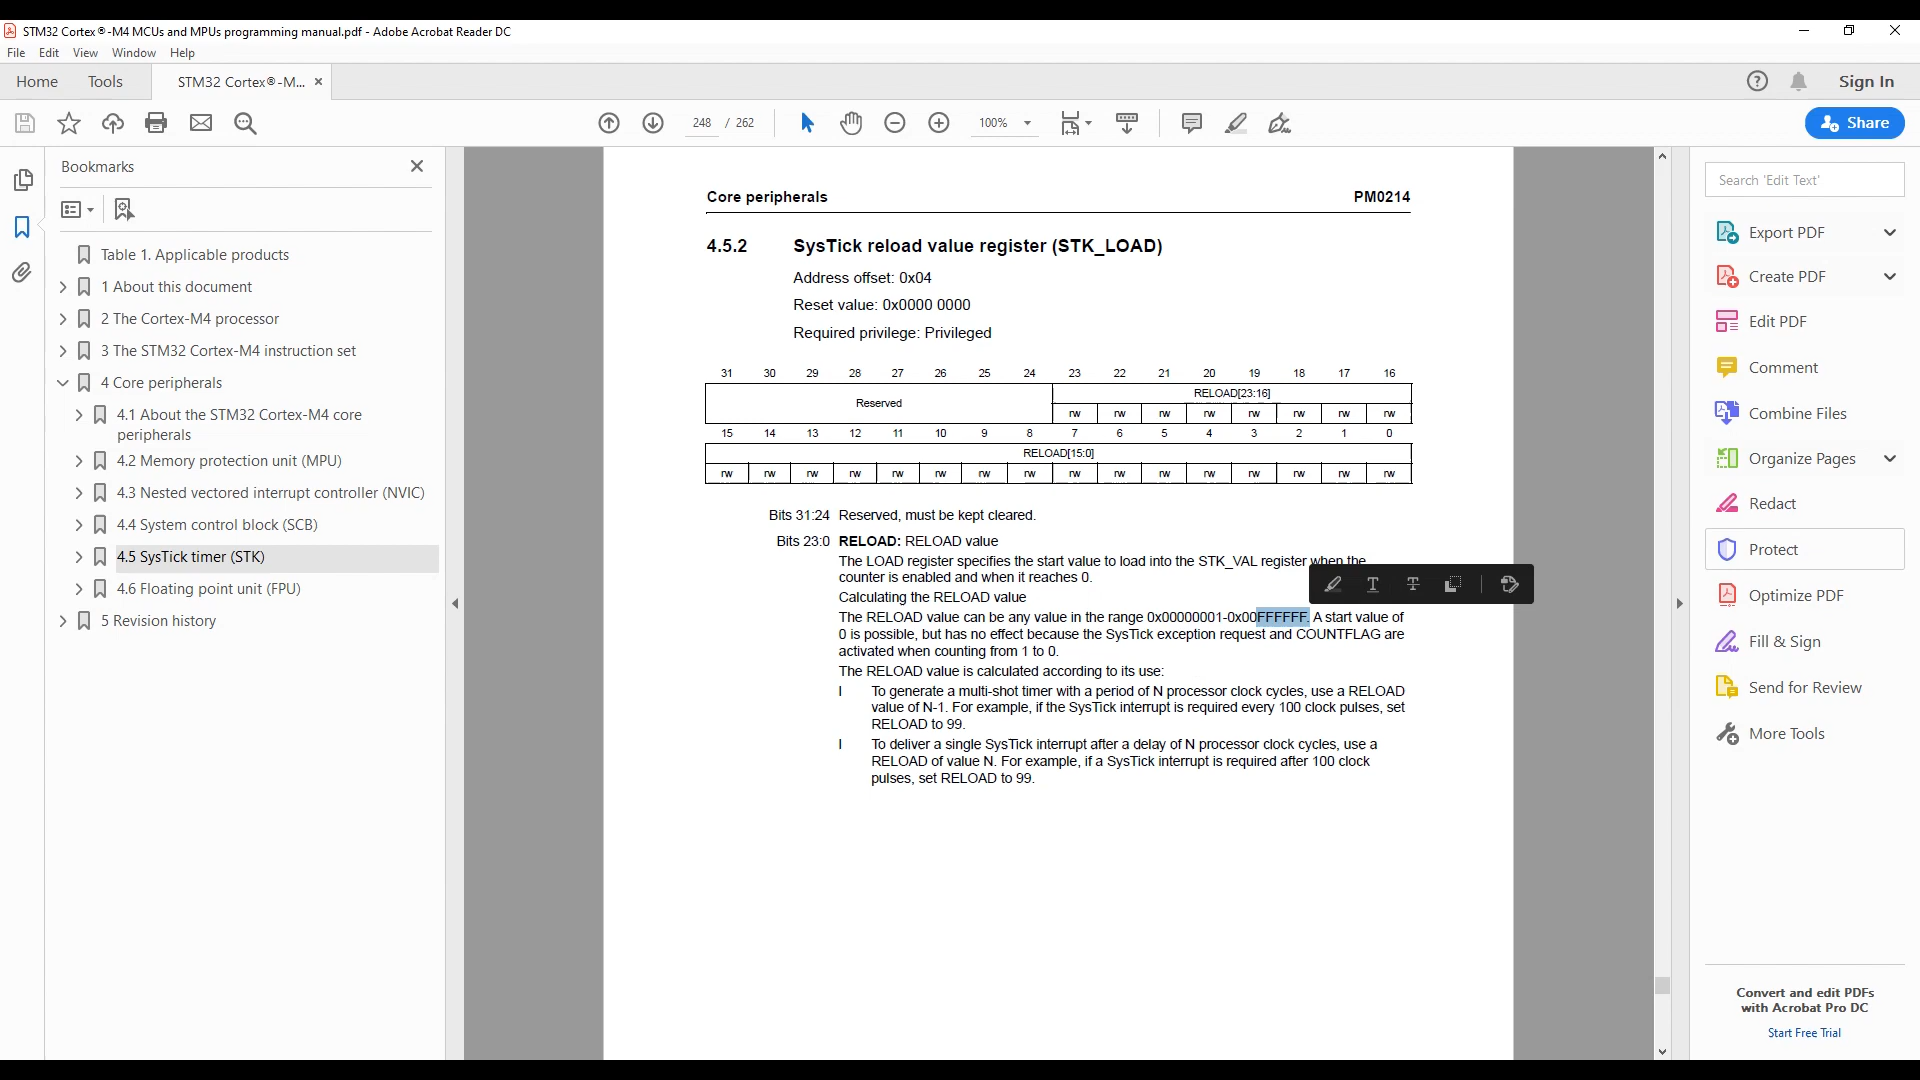 STM32 Cortex®-M4 MCUs and MPUs programming manual.pdf - Adobe Acrobat Reader DC
File Edit View Window Help
Home Tools STM32 Cortex®-M... × Sign In
248 / 262 100% Share
Bookmarks
Table 1. Applicable products
1 About this document
2 The Cortex-M4 processor
3 The STM32 Cortex-M4 instruction set
4 Core peripherals
4.1 About the STM32 Cortex-M4 core
peripherals
4.2 Memory protection unit (MPU)
4.3 Nested vectored interrupt controller (NVIC)
4.4 System control block (SCB)
4.5 SysTick timer (STK)
4.6 Floating point unit (FPU)
5 Revision history
Core peripherals PM0214
4.5.2 SysTick reload value register (STK_LOAD)
Address offset: 0x04
Reset value: 0x0000 0000
Required privilege: Privileged
31 30 29 28 27 26 25 24 23 22 21 20 19 18 17 16
Reserved RELOAD[23:16]
rw rw rw rw rw rw rw rw
15 14 13 12 11 10 9 8 7 6 5 4 3 2 1 0
RELOAD[15:0]
rw rw rw rw rw rw rw rw rw rw rw rw rw rw rw rw
Bits 31:24 Reserved, must be kept cleared.
Bits 23:0 RELOAD: RELOAD value
The LOAD register specifies the start value to load into the STK_VAL register when the
counter is enabled and when it reaches 0.
Calculating the RELOAD value
The RELOAD value can be any value in the range 0x00000001-0x00FFFFFF. A start value of
0 is possible, but has no effect because the SysTick exception request and COUNTFLAG are
activated when counting from 1 to 0.
The RELOAD value is calculated according to its use:
l To generate a multi-shot timer with a period of N processor clock cycles, use a RELOAD
value of N-1. For example, if the SysTick interrupt is required every 100 clock pulses, set
RELOAD to 99.
l To deliver a single SysTick interrupt after a delay of N processor clock cycles, use a
RELOAD of value N. For example, if a SysTick interrupt is required after 100 clock
pulses, set RELOAD to 99.
Search 'Edit Text'
Export PDF
Create PDF
Edit PDF
Comment
Combine Files
Organize Pages
Redact
Protect
Optimize PDF
Fill & Sign
Send for Review
More Tools
Convert and edit PDFs
with Acrobat Pro DC
Start Free Trial